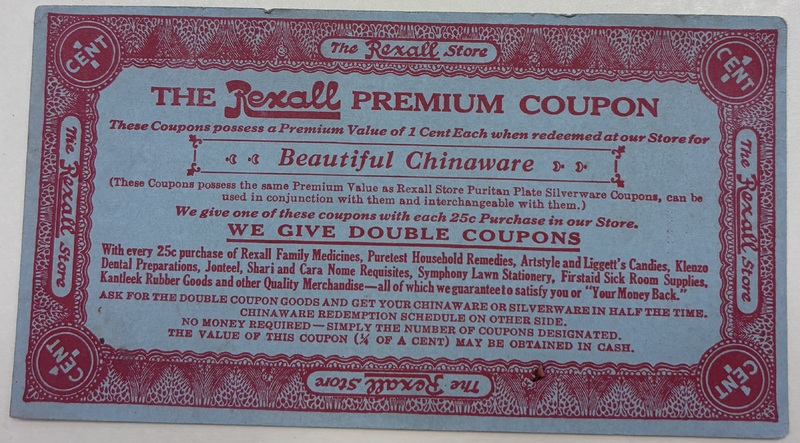 CENT
The Rexall Store
CENT
The Rexall Store
The Rexall Store
THE Rexall PREMIUM COUPON
These Coupons possess a Premium Value of 1 Cent Each when redeemed at our Store for
Beautiful Chinaware
(These Coupons possess the same Premium Value as Rexall Store Puritan Plate Silverware Coupons, can be
used in conjunction with them and interchangeable with them.)
We give one of these coupons with each 25c Purchase in our Store.
WE GIVE DOUBLE COUPONS
With every 25c purchase of Rexall Family Medicines, Puretest Household Remedies, Artstyle and Liggett's Candies, Klenzo
Dental Preparations, Jonteel, Shari and Cara Nome Requisites, Symphony Lawn Stationery, Firstaid Sick Room Supplies,
Kantleek Rubber Goods and other Quality Merchandise—all of which we guarantee to satisfy you or "Your Money Back."
ASK FOR THE DOUBLE COUPON GOODS AND GET YOUR CHINAWARE OR SILVERWARE IN HALF THE TIME.
CHINAWARE REDEMPTION SCHEDULE ON OTHER SIDE.
NO MONEY REQUIRED—SIMPLY THE NUMBER OF COUPONS DESIGNATED.
THE VALUE OF THIS COUPON (¼ OF A CENT) MAY BE OBTAINED IN CASH.
CENT
The Rexall Store
CENT